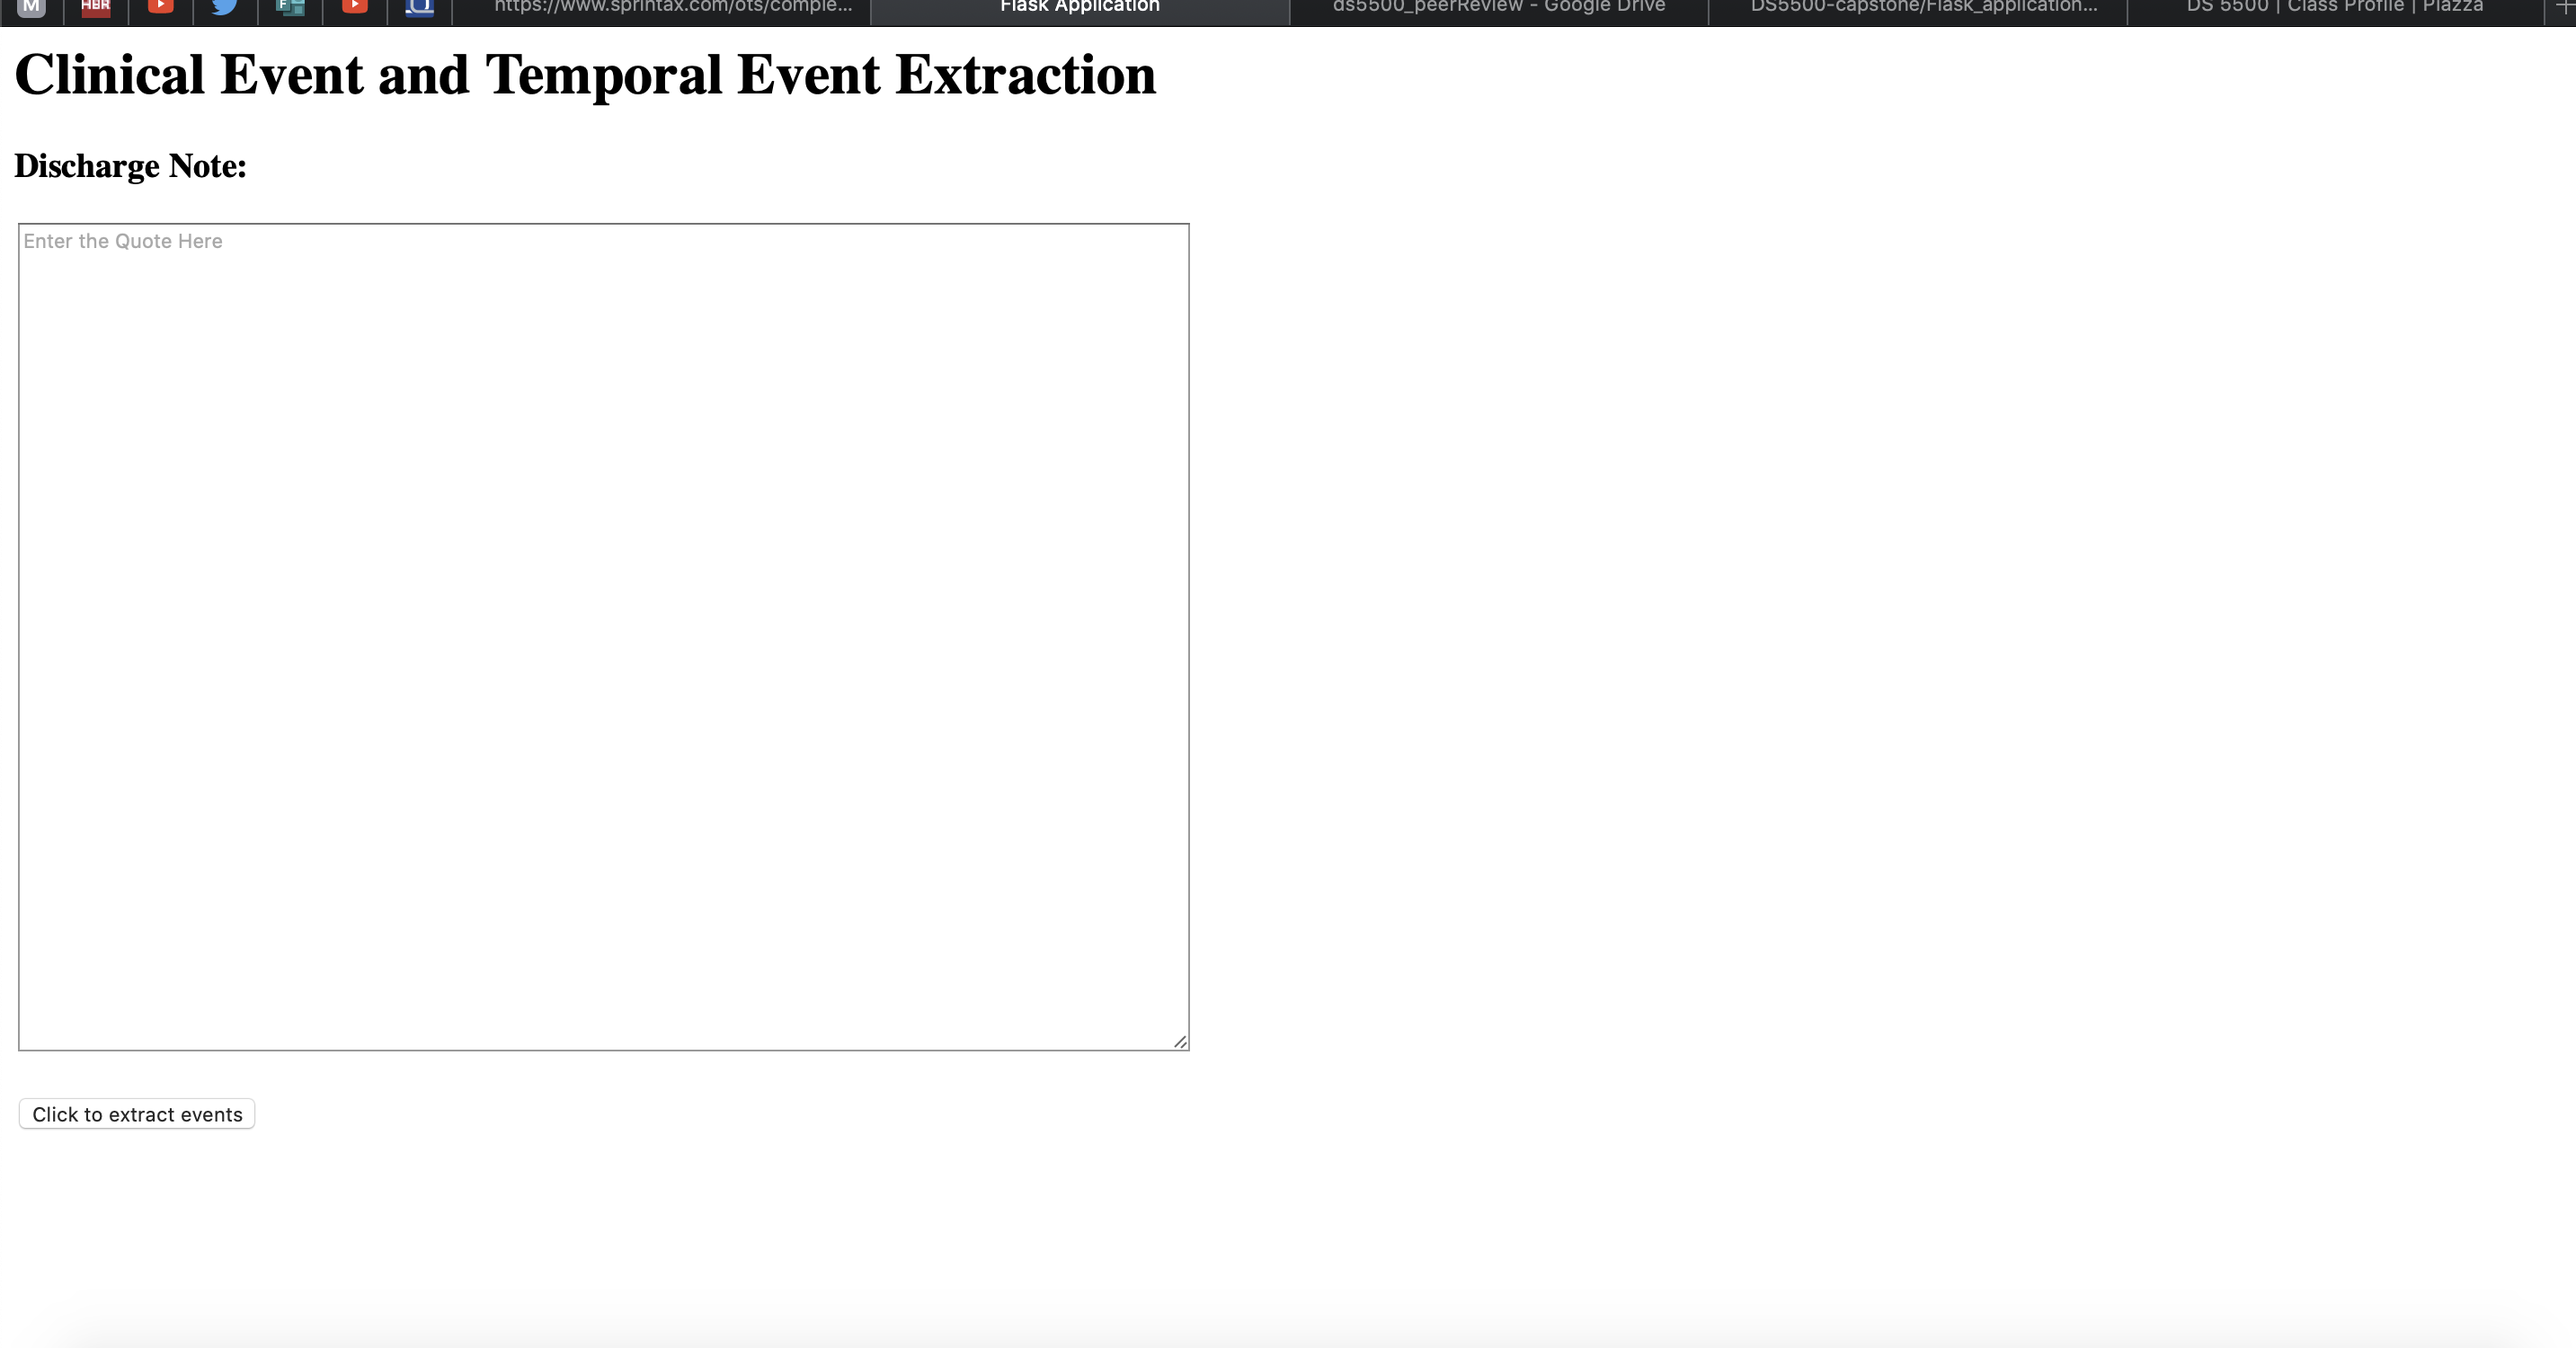 M HBR F https://www.sprintax.com/ots/comple... Flask Application ds5500_peerReview - Google Drive DS5500-capstone/Flask_application... DS 5500 | Class Profile | Piazza +
Clinical Event and Temporal Event Extraction
Discharge Note:
Enter the Quote Here
Click to extract events